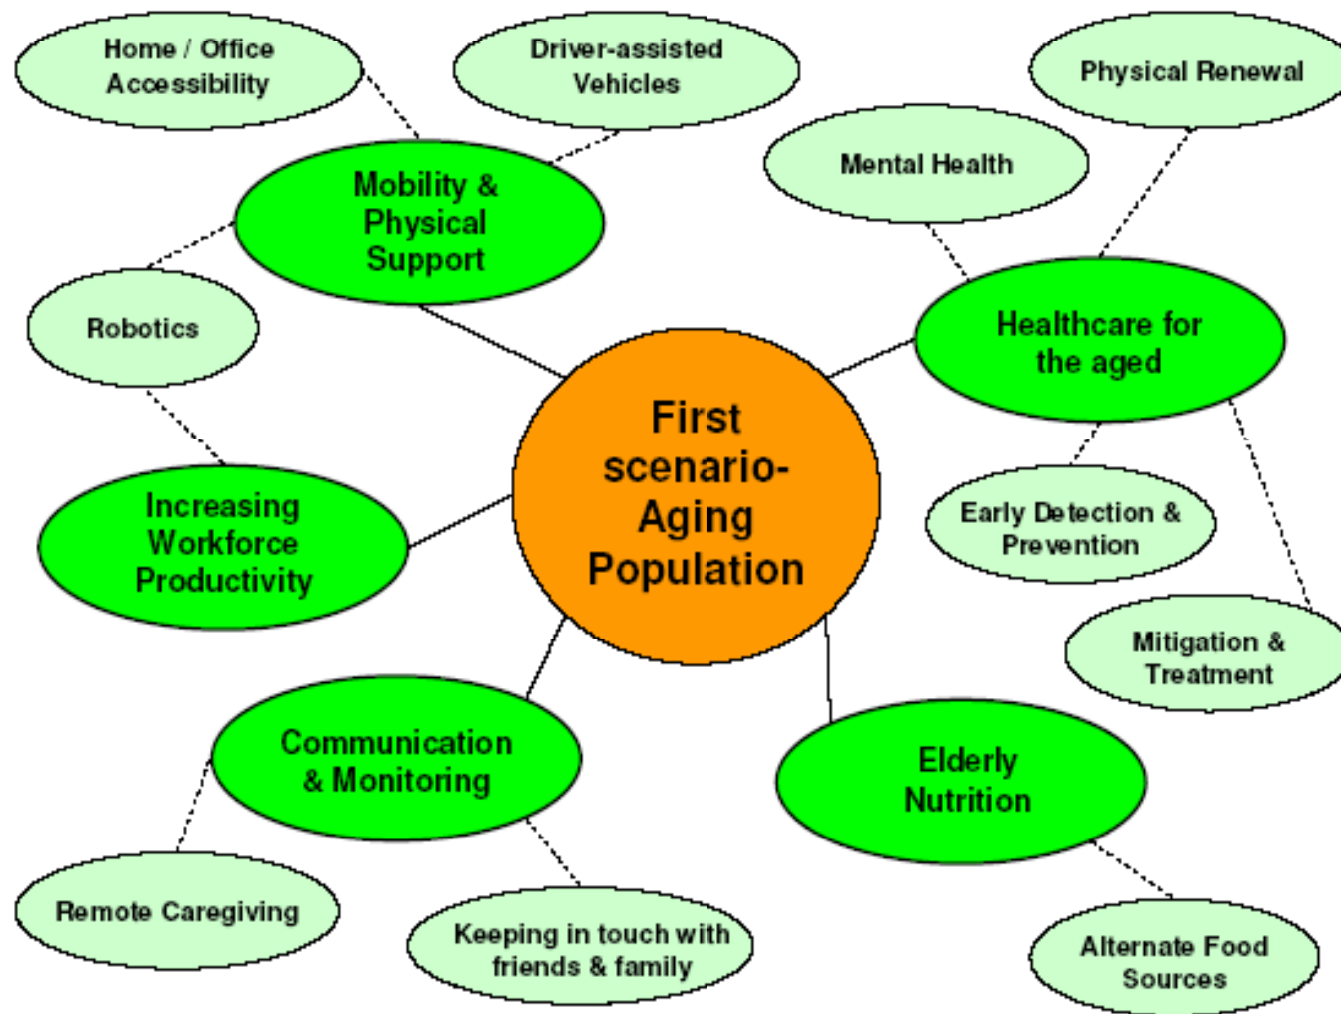 Home / Office
Accessibility
Driver-assisted
Vehicles
Physical Renewal
Mental Health
Mobility &
Physical
Support
Robotics
Healthcare for
the aged
First
scenario-
Aging
Population
Increasing
Workforce
Productivity
Early Detection &
Prevention
Mitigation &
Treatment
Communication
& Monitoring
Elderly
Nutrition
Remote Caregiving
Keeping in touch with
friends & family
Alternate Food
Sources